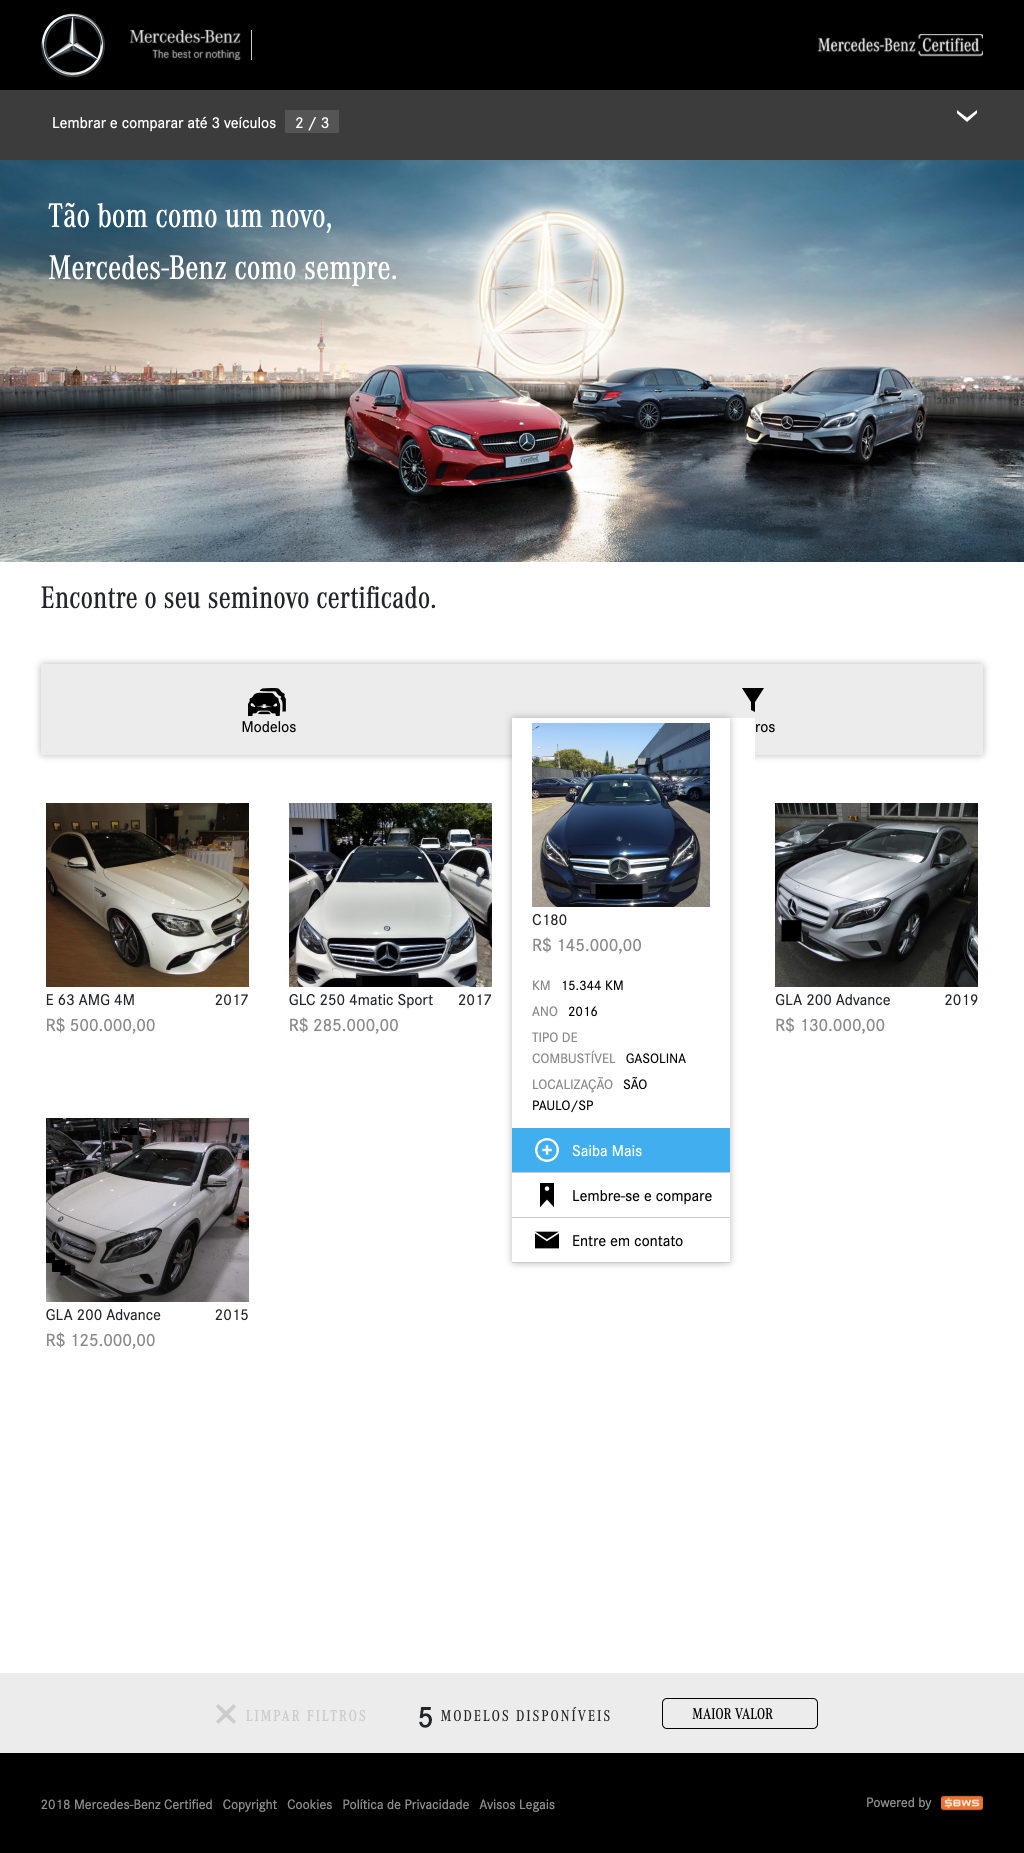 Mercedes-Benz
The best or nothing
Mercedes-Benz Certified
Lembrar e comparar até 3 veículos 2 / 3
Tão bom como um novo,
Mercedes-Benz como sempre.
Encontre o seu seminovo certificado.
Modelos
ros
E 63 AMG 4M 2017
R$ 500.000,00
GLC 250 4matic Sport 2017
R$ 285.000,00
C180
R$ 145.000,00
KM 15.344 KM
ANO 2016
TIPO DE
COMBUSTÍVEL GASOLINA
LOCALIZAÇÃO SÃO
PAULO/SP
Saiba Mais
Lembre-se e compare
Entre em contato
GLA 200 Advance 2019
R$ 130.000,00
GLA 200 Advance 2015
R$ 125.000,00
LIMPAR FILTROS
5 MODELOS DISPONÍVEIS
MAIOR VALOR
2018 Mercedes-Benz Certified Copyright Cookies Política de Privacidade Avisos Legais
Powered by $BWS